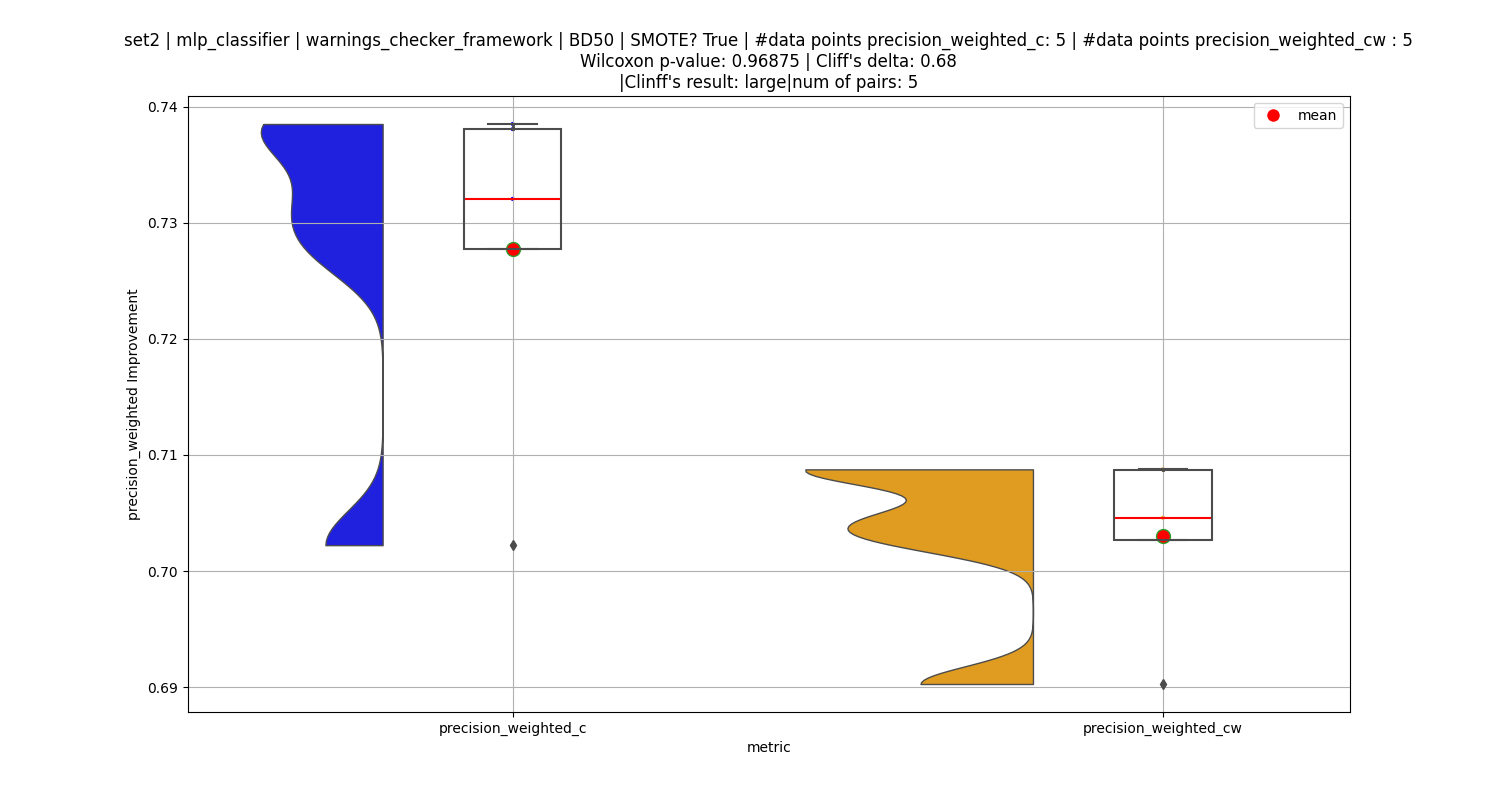 set2 | mlp_classifier | warnings_checker_framework | BD50 | SMOTE? True | #data points precision_weighted_c: 5 | #data points precision_weighted_cw : 5
Wilcoxon p-value: 0.96875 | Cliff's delta: 0.68
|Clinff's result: large|num of pairs: 5
mean
0.74
0.73
0.72
0.71
0.70
0.69
precision_weighted Improvement
precision_weighted_c
precision_weighted_cw
metric